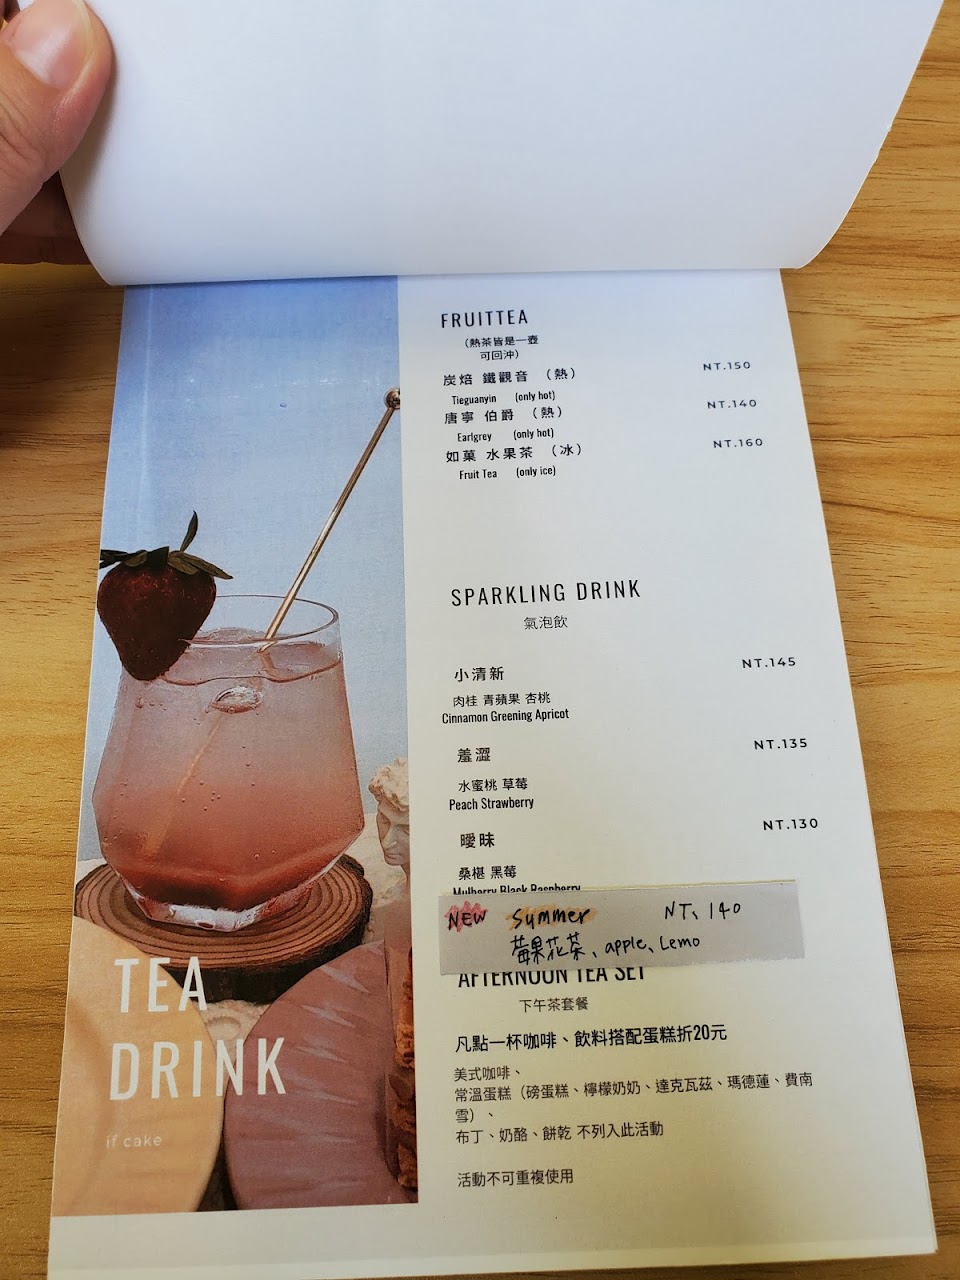 FRUITTEA
（熱茶皆是一壺
可回沖）
炭焙 鐵觀音 （熱） NT.150
Tieguanyin (only hot)
唐寧 伯爵 （熱） NT.140
Earlgrey (only hot)
如菓 水果茶 （冰） NT.160
Fruit Tea (only ice)
SPARKLING DRINK
氣泡飲
小清新 NT.145
肉桂 青蘋果 杏桃
Cinnamon Greening Apricot
羞澀 NT.135
水蜜桃 草莓
Peach Strawberry
曖昧 NT.130
桑椹 黑莓
Mulberry Black Raspberry
NEW Summer NT、140
莓果花茶、apple、Lemo
AFTERNOON TEA SET
下午茶套餐
凡點一杯咖啡、飲料搭配蛋糕折20元
美式咖啡、
常溫蛋糕（磅蛋糕、檸檬奶奶、達克瓦茲、瑪德蓮、費南
雪）、
布丁、奶酪、餅乾 不列入此活動
活動不可重複使用
TEA
DRINK
if cake